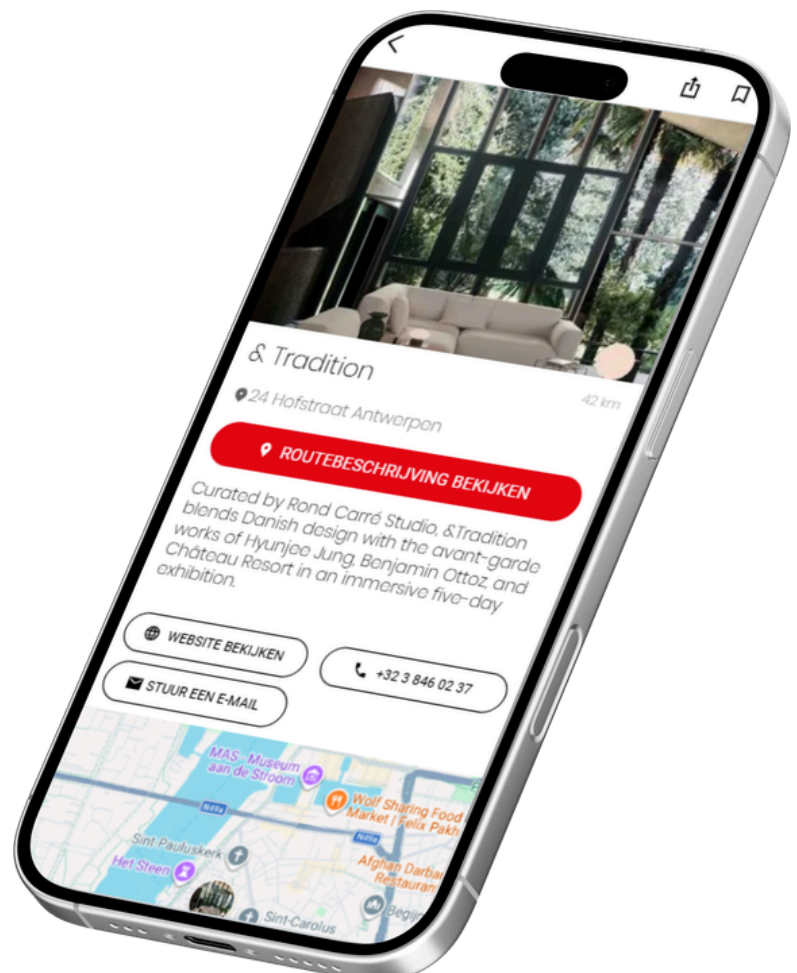 & Tradition
42 km
24 Hofstraat Antwerpen
ROUTEBESCHRIJVING BEKIJKEN
Curated by Rond Carré Studio, &Tradition
blends Danish design with the avant-garde
works of Hyunjee Jung, Benjamin Ottoz, and
Château Resort in an immersive five-day
exhibition.
WEBSITE BEKIJKEN
+32 3 846 02 37
STUUR EEN E-MAIL
MAS - Museum
aan de Stroom
Wolf Sharing Food
Market | Felix Pakh
N49a
N49a
Sint-Pauluskerk
Het Steen
Afghan Darbar
Restaurant
Sint-Carolus
Begijn